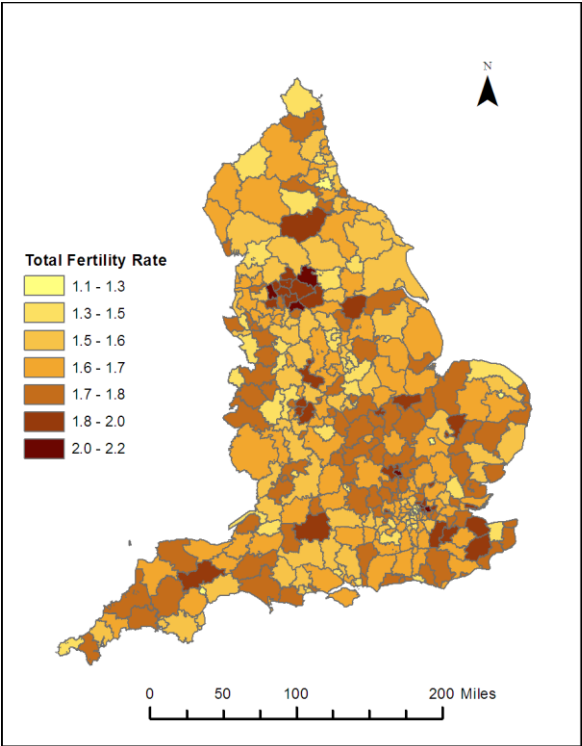 N
Total Fertility Rate
1.1 - 1.3
1.3 - 1.5
1.5 - 1.6
1.6 - 1.7
1.7 - 1.8
1.8 - 2.0
2.0 - 2.2
0 50 100 200 Miles